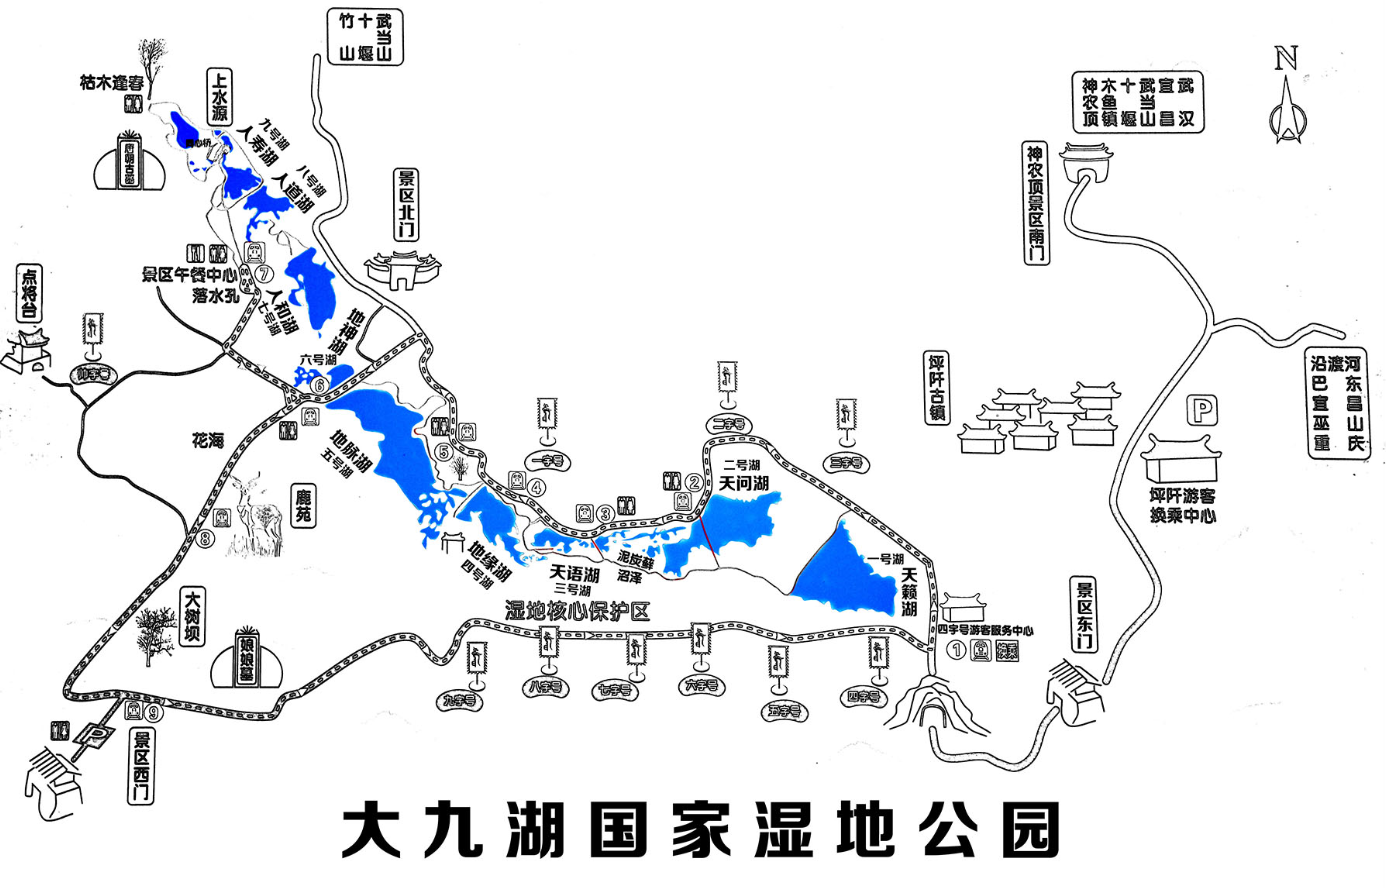 竹十武
当
山堰山
N
枯木逢春
上水源
九号湖
人寿湖
八号湖
人道湖
唐朝古墓
景区北门
神木十武宜武
农鱼当
顶镇堰山昌汉
神农顶景区南门
点将台
帅字号
景区午餐中心
落水孔
⑦
人和湖
七号湖
地神湖
六号湖
⑥
花海
地脉湖
五号湖
⑤
鹿苑
⑧
一字号
④
二字号
三字号
二号湖
天问湖
②
③
地缘湖
四号湖
天语湖
三号湖
泥炭藓
沼泽
一号湖
天籁湖
湿地核心保护区
坪阡古镇
P
坪阡游客
换乘中心
沿渡河
巴东
宜昌
巫山
重庆
大树坝
娘娘墓
四字号游客服务中心
①
换乘
景区东门
九字号
八字号
七字号
六字号
五字号
四字号
⑨
P
景区西门
大九湖国家湿地公园